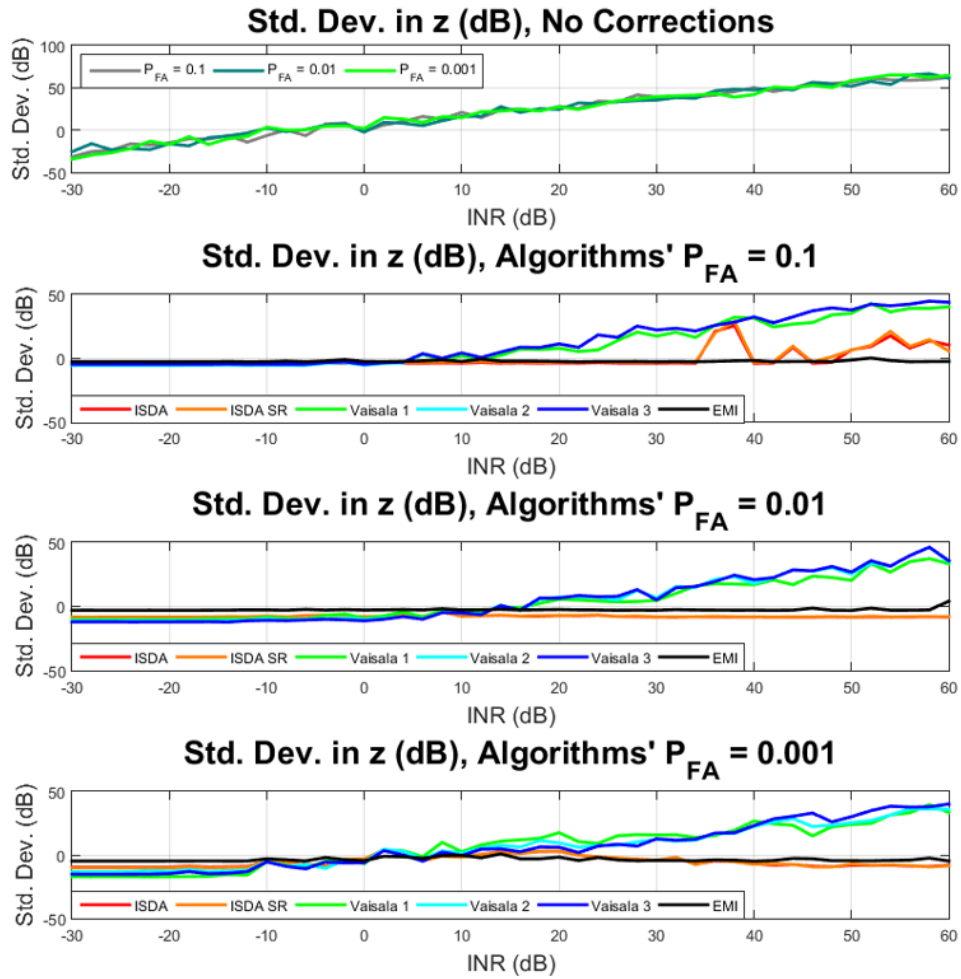 Std. Dev. in z (dB), No Corrections
Std. Dev. (dB)
100
50
0
-50
P_FA = 0.1 P_FA = 0.01 P_FA = 0.001
-30 -20 -10 0 10 20 30 40 50 60
INR (dB)
Std. Dev. in z (dB), Algorithms' P_FA = 0.1
Std. Dev. (dB)
50
0
-50
ISDA ISDA SR Vaisala 1 Vaisala 2 Vaisala 3 EMI
-30 -20 -10 0 10 20 30 40 50 60
INR (dB)
Std. Dev. in z (dB), Algorithms' P_FA = 0.01
Std. Dev. (dB)
50
0
-50
ISDA ISDA SR Vaisala 1 Vaisala 2 Vaisala 3 EMI
-30 -20 -10 0 10 20 30 40 50 60
INR (dB)
Std. Dev. in z (dB), Algorithms' P_FA = 0.001
Std. Dev. (dB)
50
0
-50
ISDA ISDA SR Vaisala 1 Vaisala 2 Vaisala 3 EMI
-30 -20 -10 0 10 20 30 40 50 60
INR (dB)